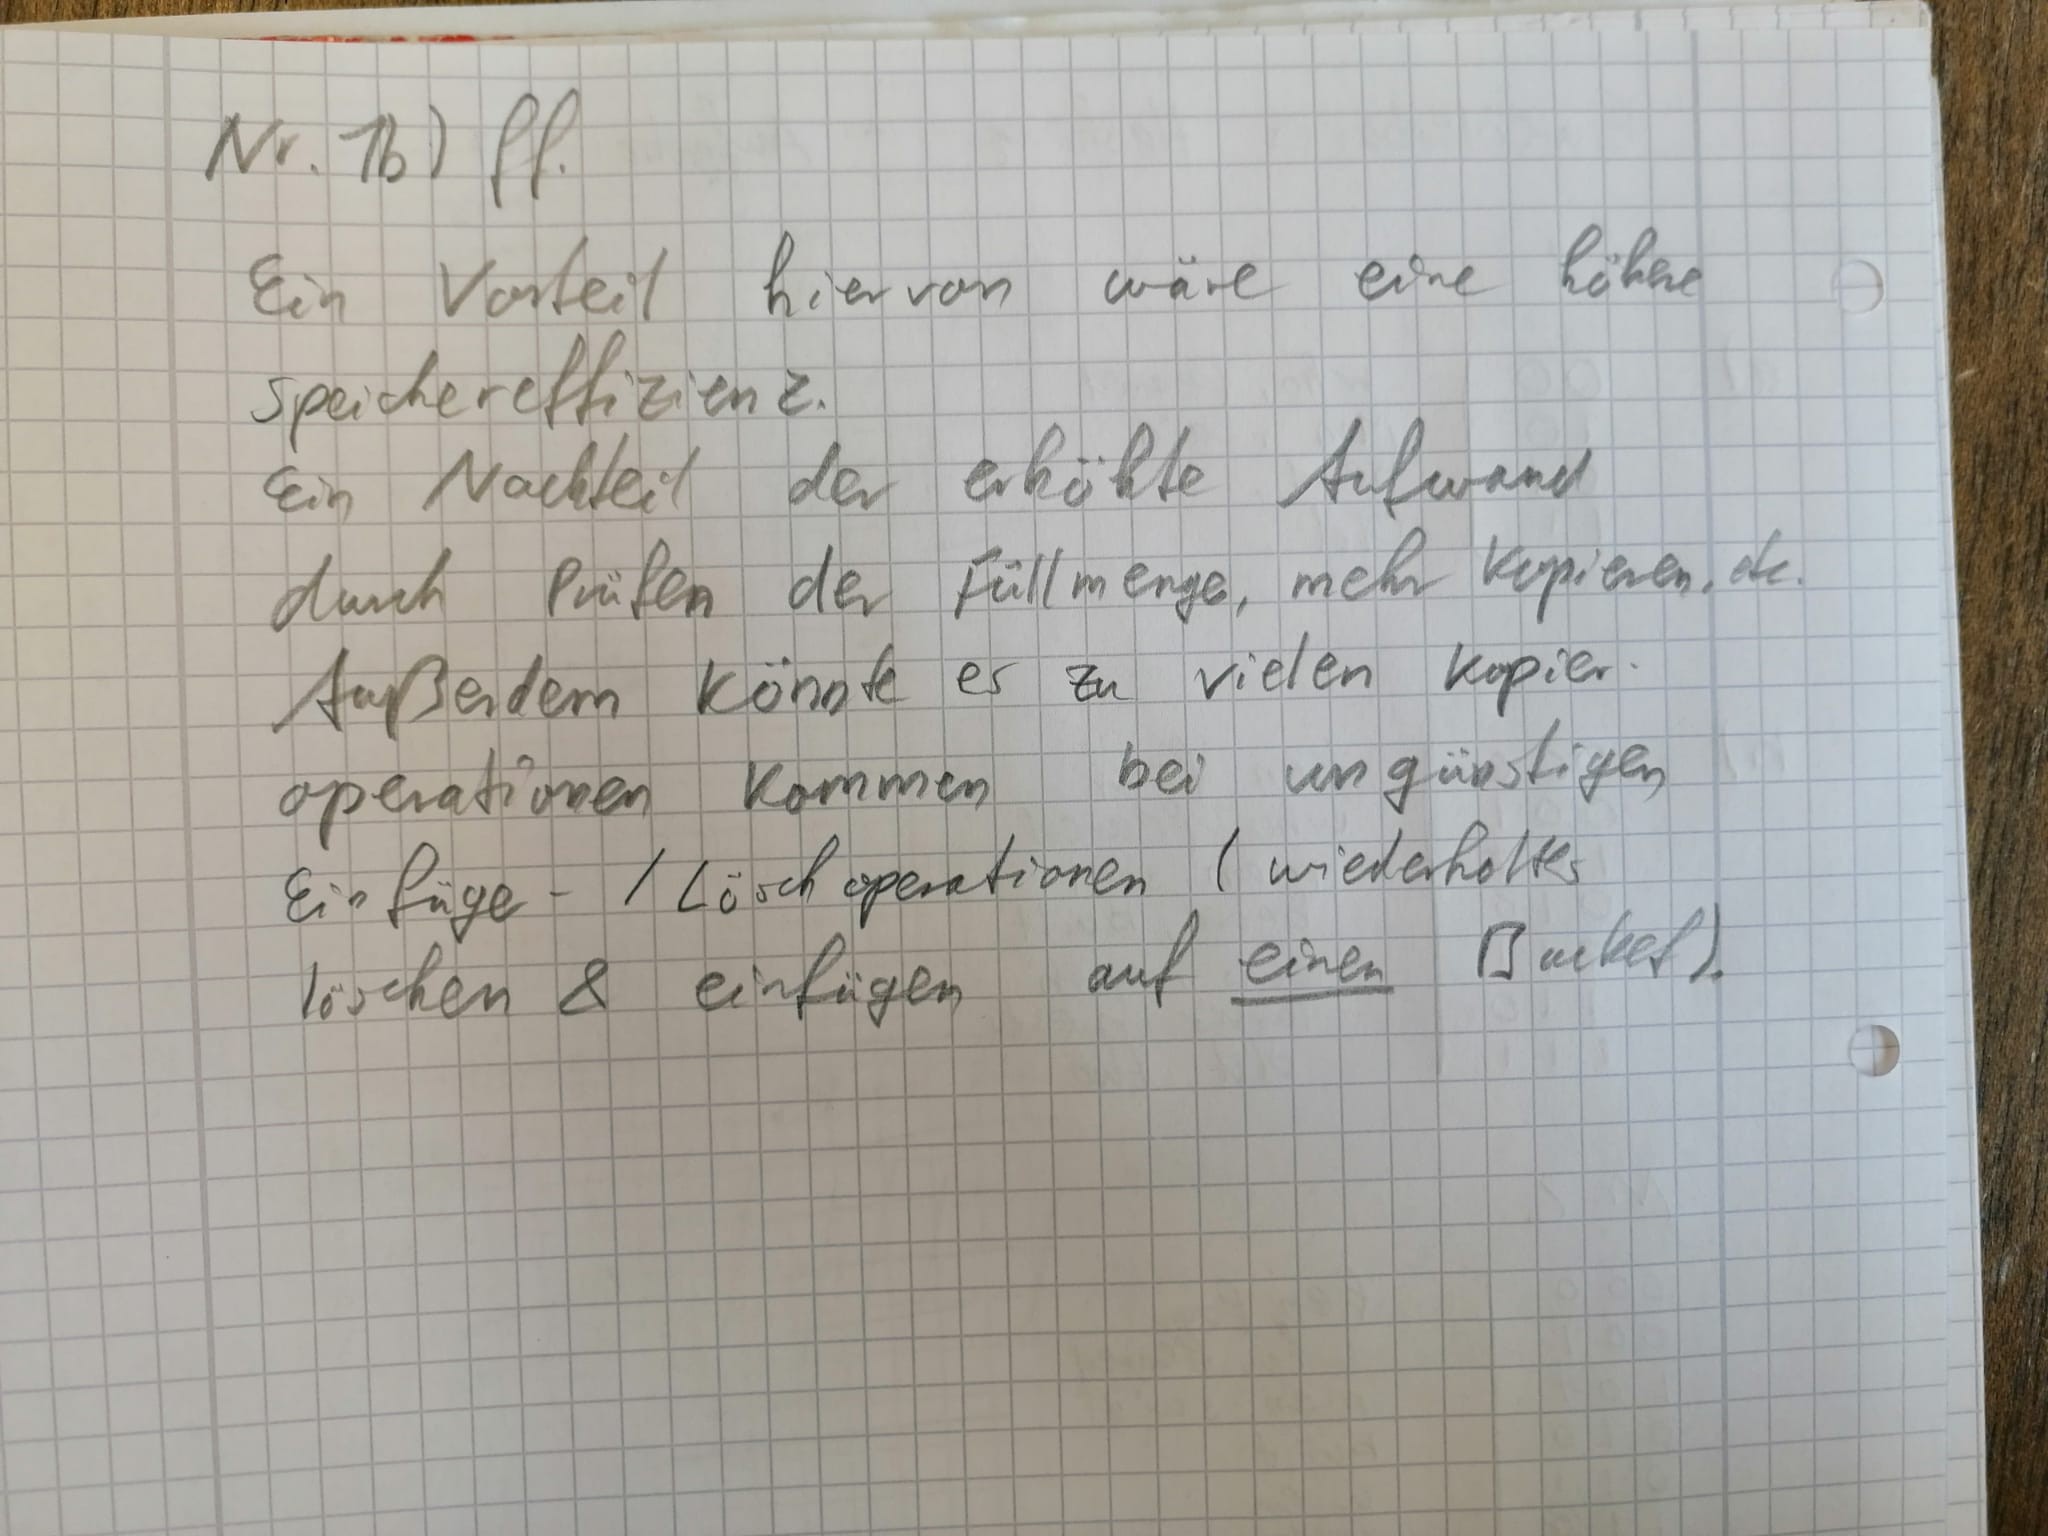 Nr. 1b) ff.
Ein Vorteil hiervon wäre eine höhere
speichereffizienz.
Ein Nachteil der erhöhte Aufwand
durch Prüfen der Füllmenge, mehr kopieren, etc.
Außerdem könnte es zu vielen kopier-
operationen kommen bei ungünstigen
Einfüge-/Löschoperationen (wiederholtes
löschen & einfügen auf einen Bucket).